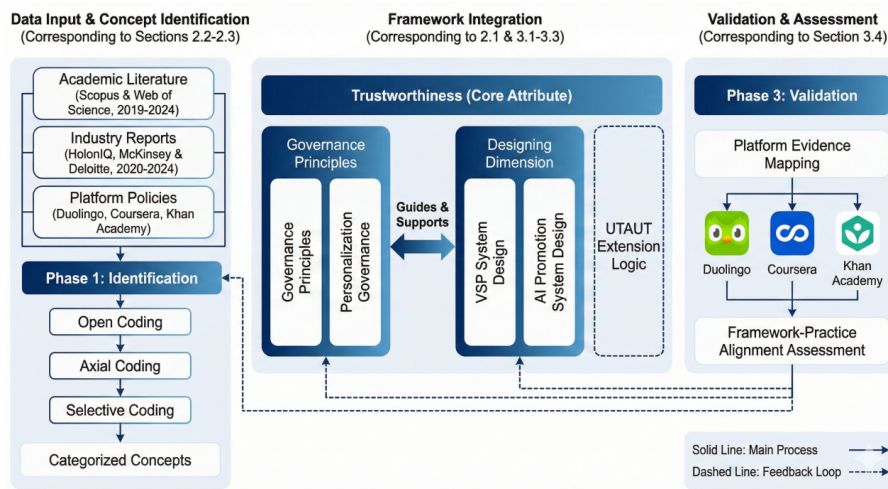 Data Input & Concept Identification
(Corresponding to Sections 2.2-2.3)
Academic Literature
(Scopus & Web of
Science, 2019-2024)
Industry Reports
(HolonIQ, McKinsey &
Deloitte, 2020-2024)
Platform Policies
(Duolingo, Coursera, Khan
Academy)
Phase 1: Identification
Open Coding
Axial Coding
Selective Coding
Categorized Concepts
Framework Integration
(Corresponding to 2.1 & 3.1-3.3)
Trustworthiness (Core Attribute)
Governance
Principles
Governance
Principles
Personalization
Governance
Guides &
Supports
Designing
Dimension
VSP System
Design
AI Promotion
System Design
UTAUT
Extension
Logic
Validation & Assessment
(Corresponding to Section 3.4)
Phase 3: Validation
Platform Evidence
Mapping
Duolingo
Coursera
Khan
Academy
Framework-Practice
Alignment Assessment
Solid Line: Main Process
Dashed Line: Feedback Loop